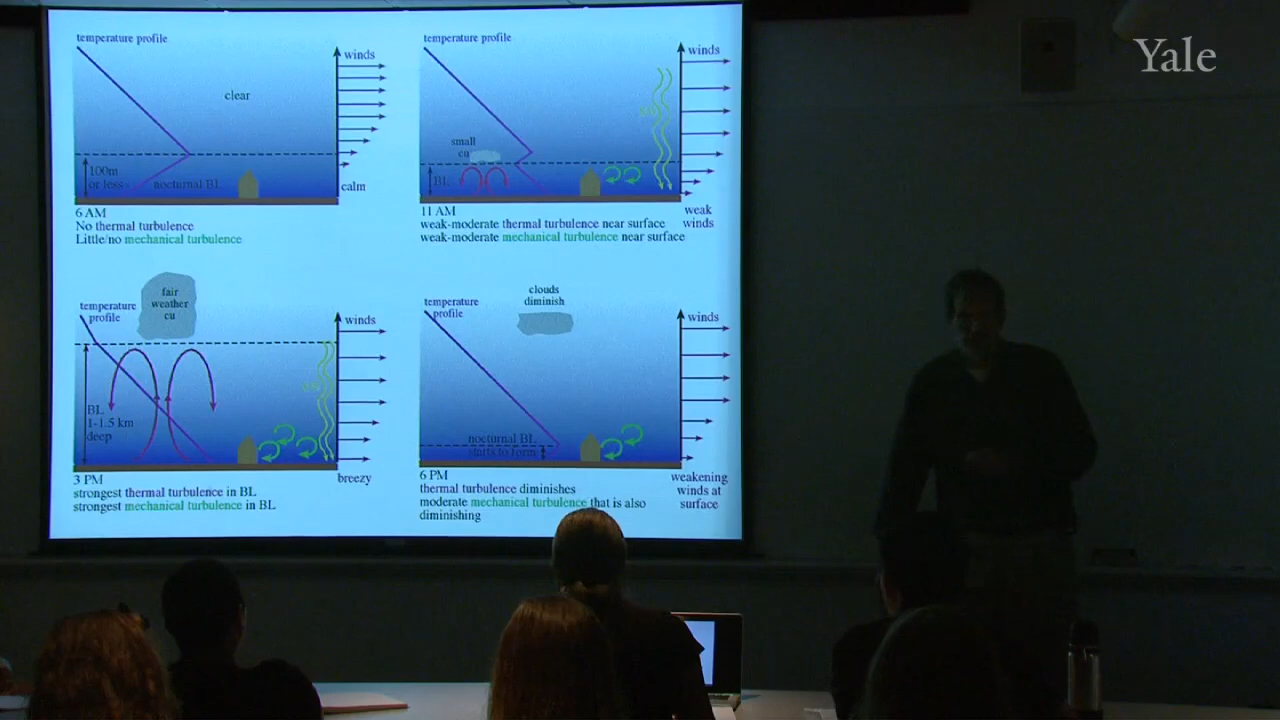 Yale
temperature profile
winds
clear
100m
or less
nocturnal BL
calm
6 AM
No thermal turbulence
Little/no mechanical turbulence
temperature profile
winds
small
cu
BL
11 AM
weak-moderate thermal turbulence near surface
weak-moderate mechanical turbulence near surface
weak
winds
fair
weather
cu
temperature
profile
winds
BL
1-1.5 km
deep
3 PM
strongest thermal turbulence in BL
strongest mechanical turbulence in BL
breezy
clouds
diminish
temperature
profile
winds
nocturnal BL
starts to form
6 PM
thermal turbulence diminishes
moderate mechanical turbulence that is also
diminishing
weakening
winds at
surface